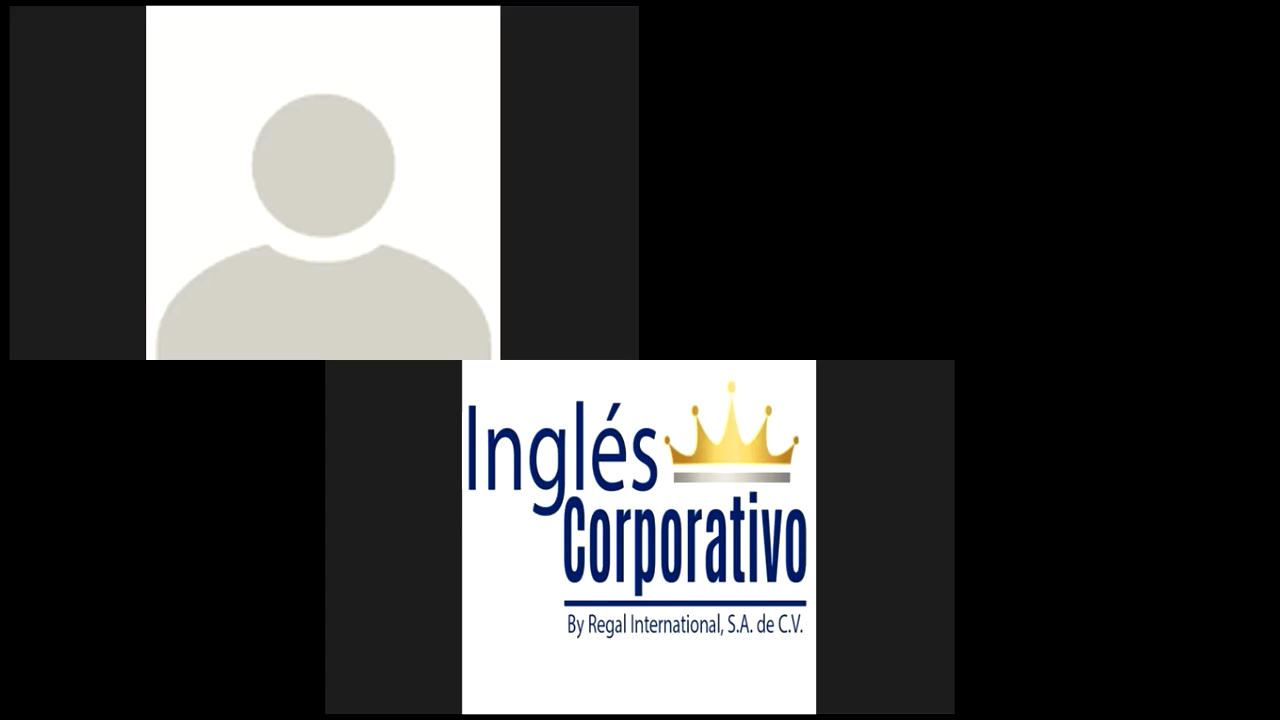 Inglés
Corporativo
By Regal International, S.A. de C.V.